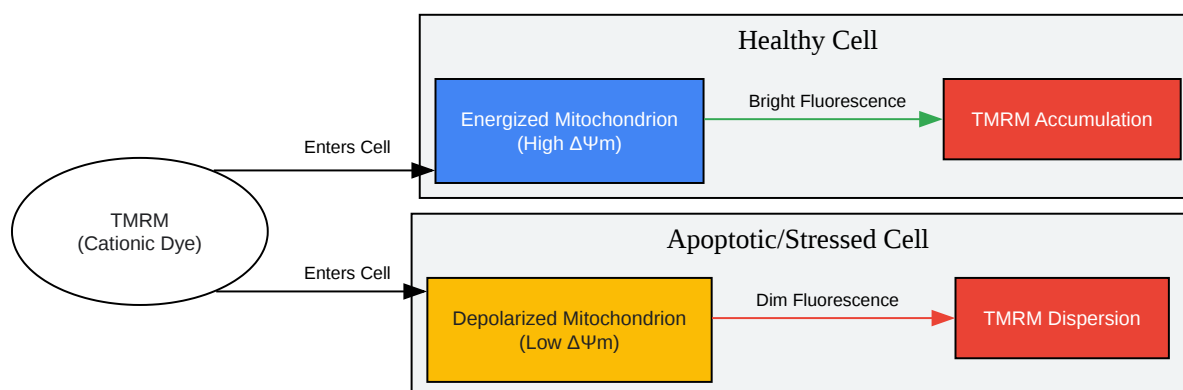 Healthy Cell
Energized Mitochondrion
(High ΔΨm)
Bright Fluorescence
TMRM Accumulation
Enters Cell
TMRM
(Cationic Dye)
Enters Cell
Apoptotic/Stressed Cell
Depolarized Mitochondrion
(Low ΔΨm)
Dim Fluorescence
TMRM Dispersion